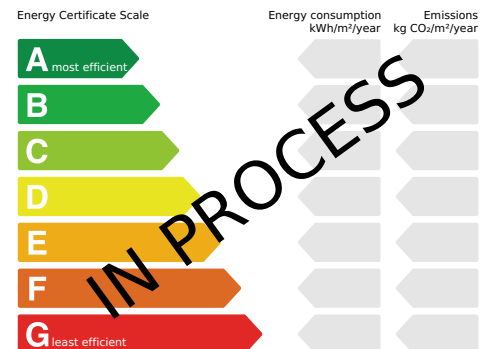 Energy Certificate Scale
Energy consumption
kWh/m²/year
Emissions
kg CO₂/m²/year
A most efficient
B
C
D
E
F
G least efficient
IN PROCESS